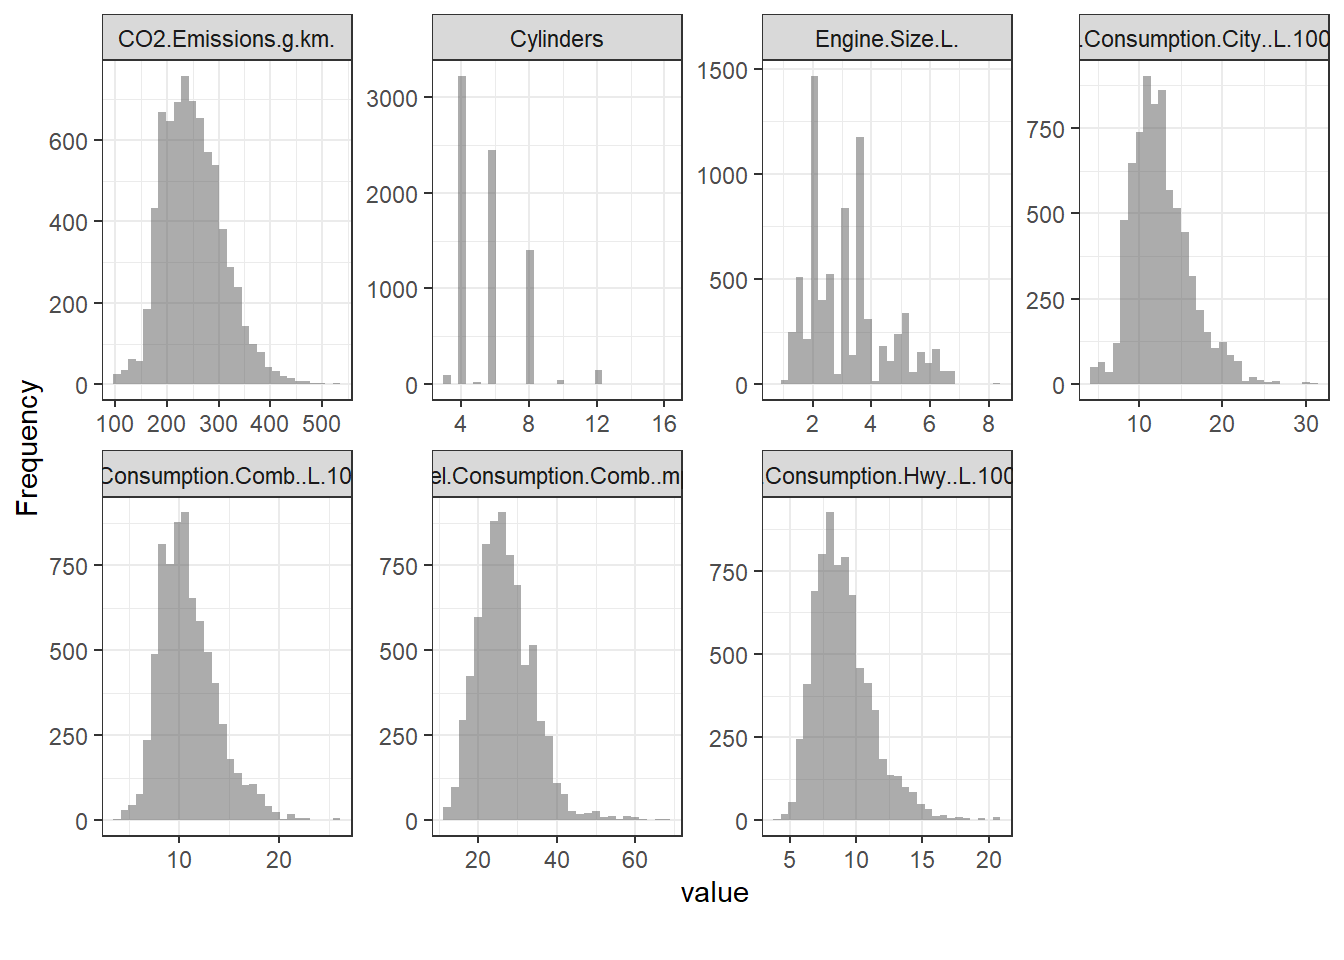 CO2.Emissions.g.km.
Cylinders
Engine.Size.L.
.Consumption.City..L.100
600
400
200
0
100 200 300 400 500
3000
2000
1000
0
4 8 12 16
1500
1000
500
0
2 4 6 8
750
500
250
0
10 20 30
Frequency
Consumption.Comb..L.10
el.Consumption.Comb..m
.Consumption.Hwy..L.100
750
500
250
0
10 20
750
500
250
0
20 40 60
750
500
250
0
5 10 15 20
value